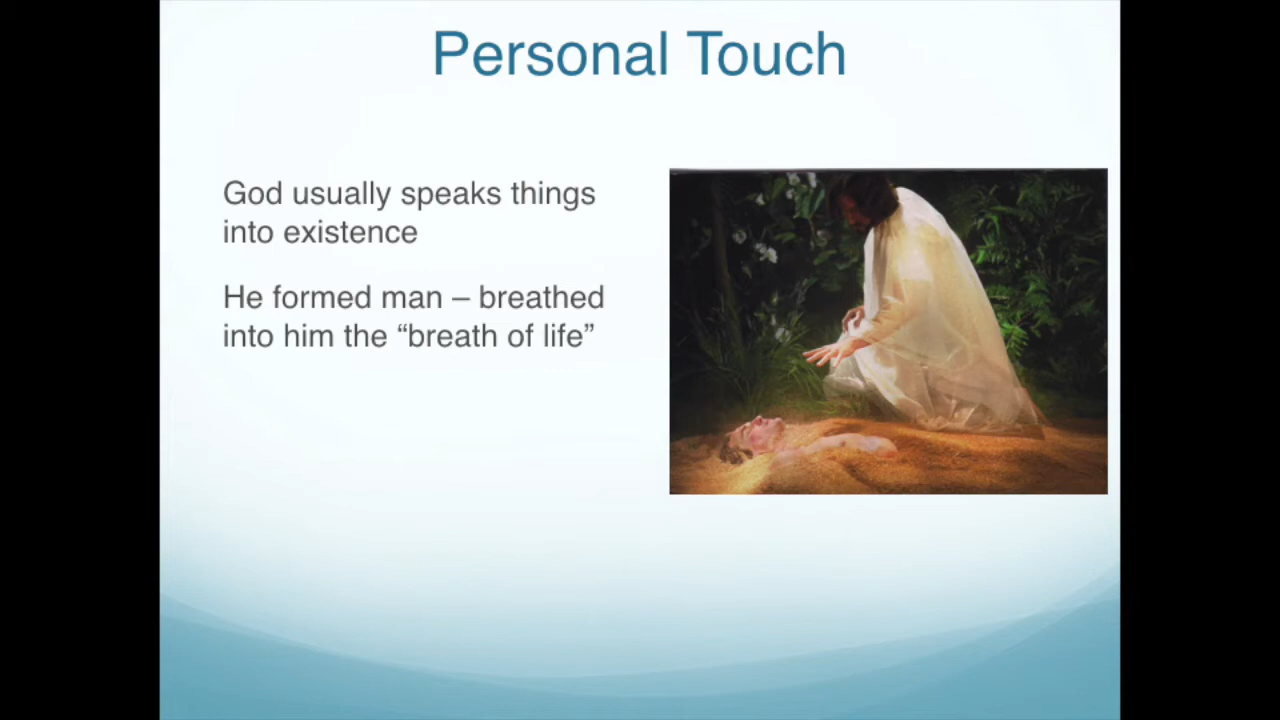 Personal Touch
God usually speaks things
into existence
He formed man – breathed
into him the “breath of life”